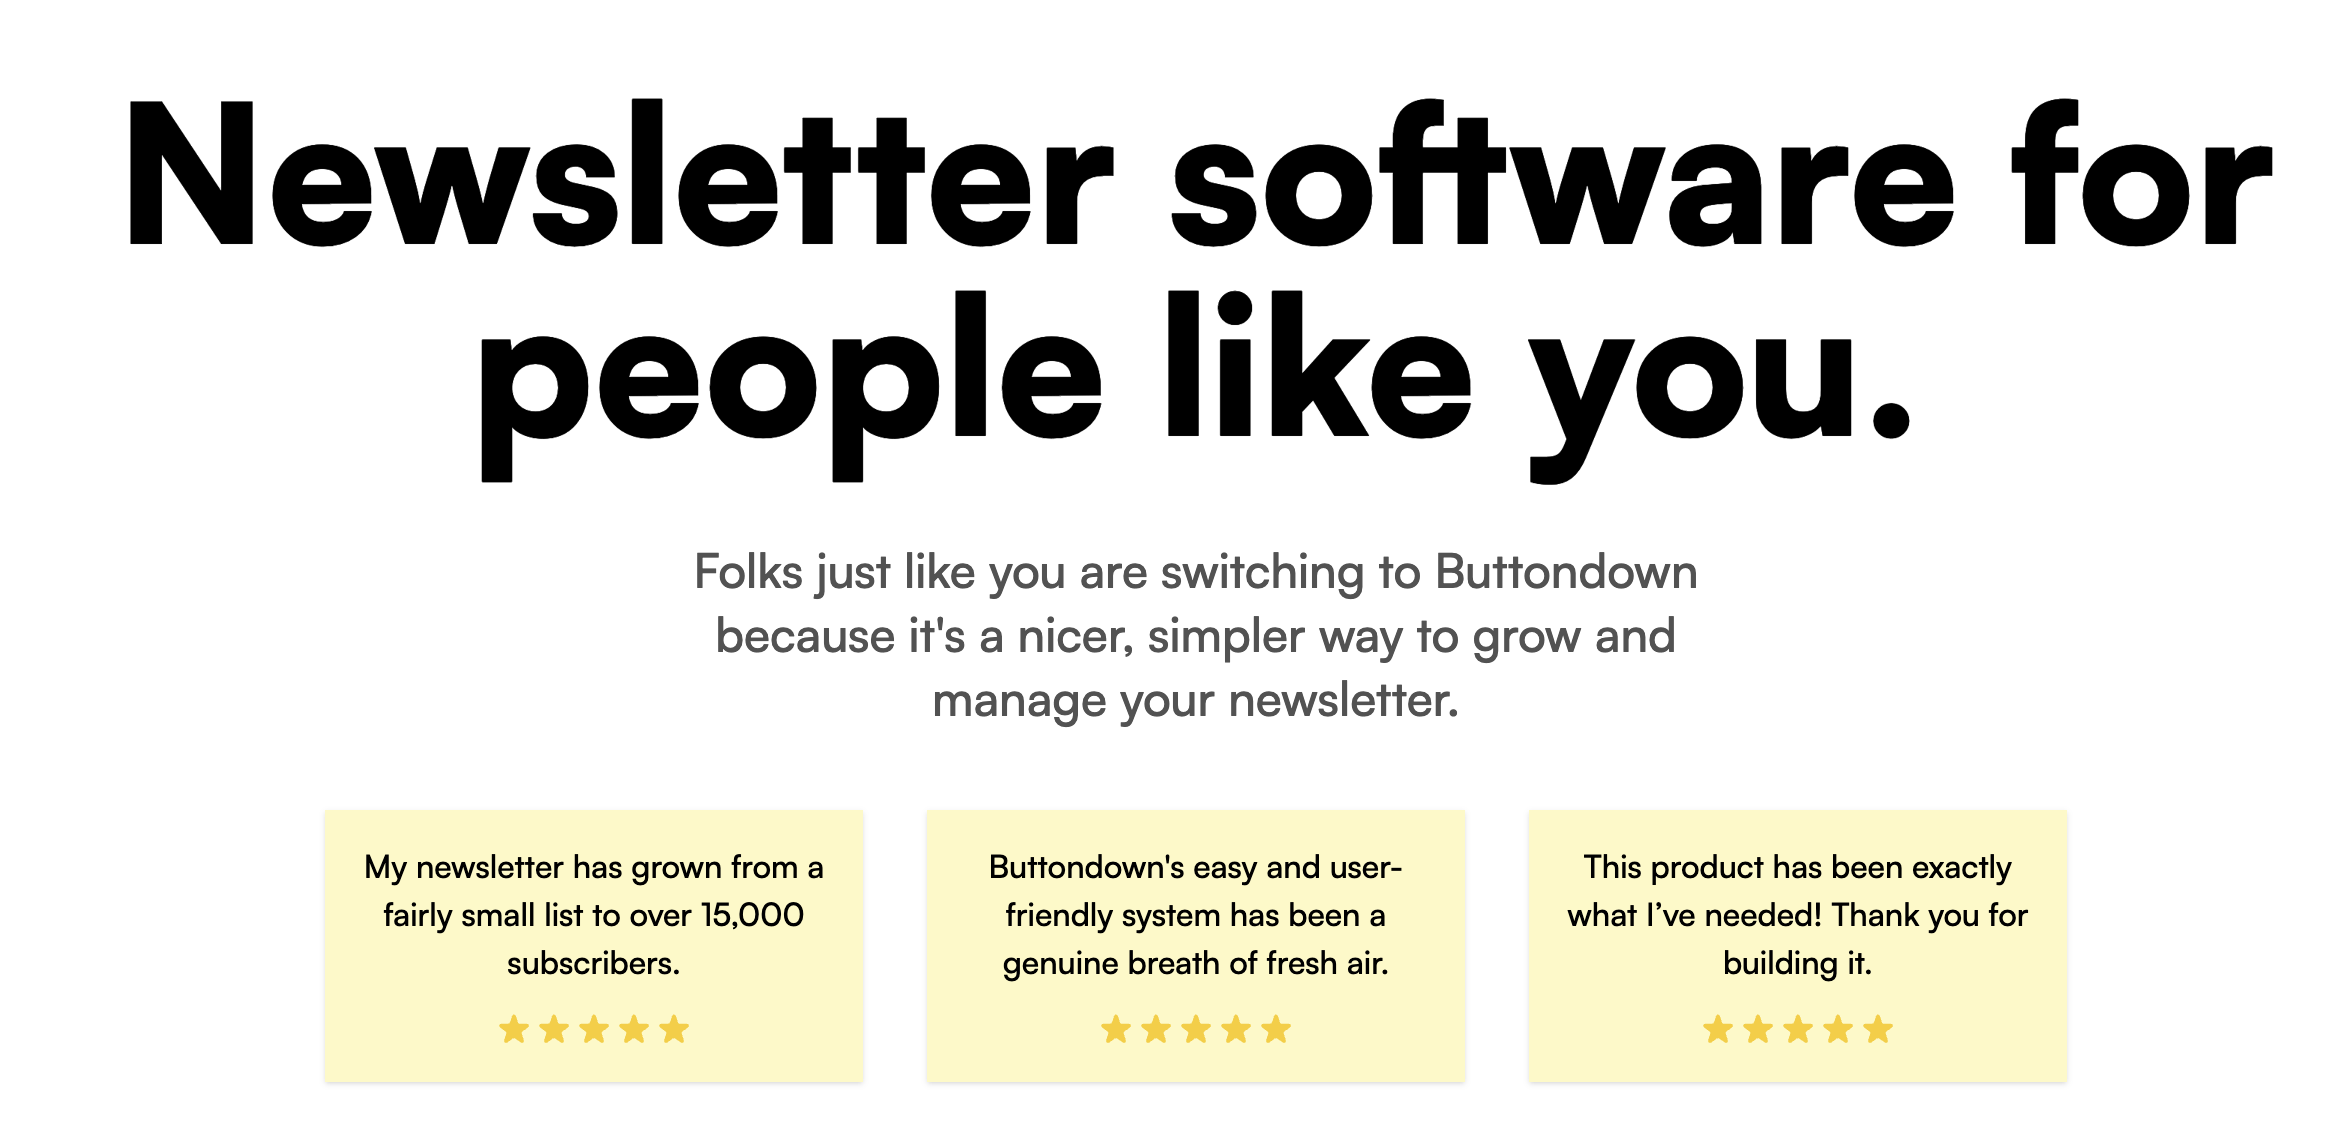 Newsletter software for
people like you.
Folks just like you are switching to Buttondown
because it's a nicer, simpler way to grow and
manage your newsletter.
My newsletter has grown from a
fairly small list to over 15,000
subscribers.
Buttondown's easy and user-
friendly system has been a
genuine breath of fresh air.
This product has been exactly
what I’ve needed! Thank you for
building it.